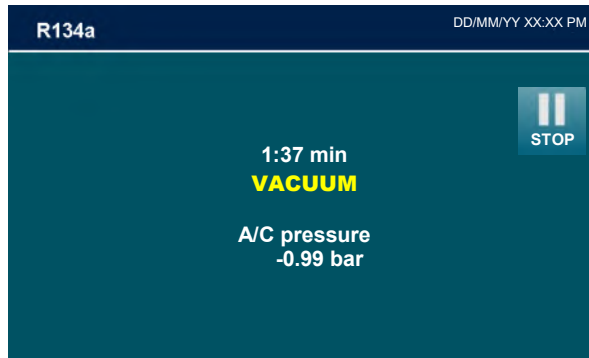 R134a
DD/MM/YY XX:XX PM
STOP
1:37 min
VACUUM
A/C pressure
-0.99 bar